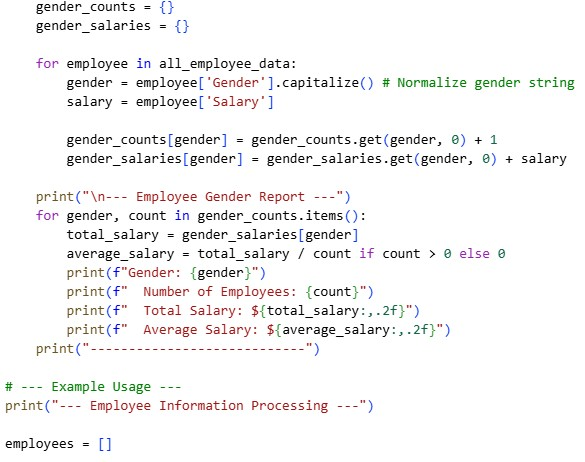 gender_counts = {}
    gender_salaries = {}

    for employee in all_employee_data:
        gender = employee['Gender'].capitalize() # Normalize gender string
        salary = employee['Salary']

        gender_counts[gender] = gender_counts.get(gender, 0) + 1
        gender_salaries[gender] = gender_salaries.get(gender, 0) + salary

    print("\n--- Employee Gender Report ---")
    for gender, count in gender_counts.items():
        total_salary = gender_salaries[gender]
        average_salary = total_salary / count if count > 0 else 0
        print(f"Gender: {gender}")
        print(f"  Number of Employees: {count}")
        print(f"  Total Salary: ${total_salary:,.2f}")
        print(f"  Average Salary: ${average_salary:,.2f}")
    print("----------------------------")

# --- Example Usage ---
print("--- Employee Information Processing ---")

employees = []